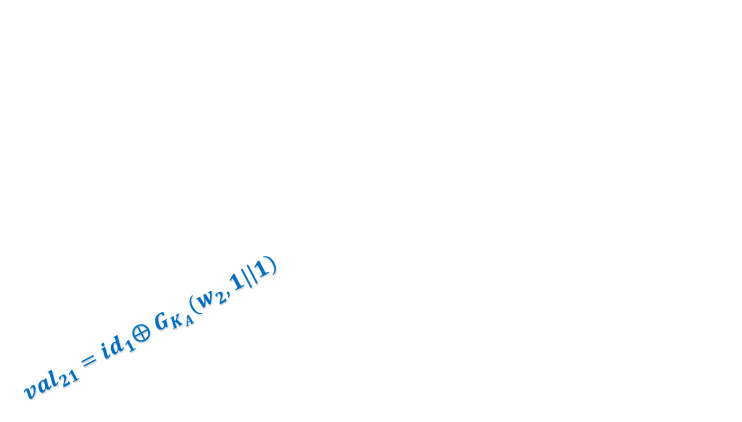 val₂₁ = id₁⊕G_{K_A}(w₂,1||1)